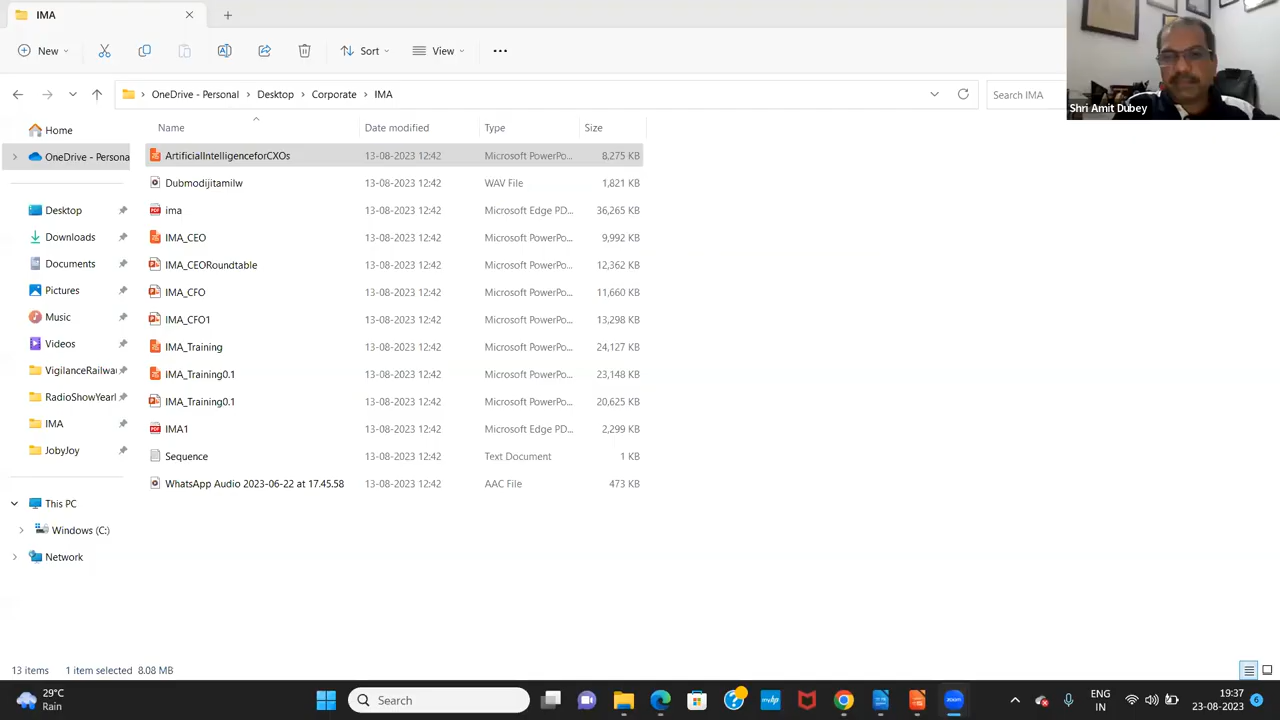 IMA
New
Sort
View
OneDrive - Personal
Desktop
Corporate
IMA
Search IMA
Shri Amit Dubey
Name
Date modified
Type
Size
Home
OneDrive - Persona
Desktop
Downloads
Documents
Pictures
Music
Videos
VigilanceRailwa
RadioShowYearl
IMA
JobyJoy
This PC
Windows (C:)
Network
ArtificialIntelligenceforCXOs 13-08-2023 12:42 Microsoft PowerPo... 8,275 KB
Dubmodijitamilw 13-08-2023 12:42 WAV File 1,821 KB
ima 13-08-2023 12:42 Microsoft Edge PD... 36,265 KB
IMA_CEO 13-08-2023 12:42 Microsoft PowerPo... 9,992 KB
IMA_CEORoundtable 13-08-2023 12:42 Microsoft PowerPo... 12,362 KB
IMA_CFO 13-08-2023 12:42 Microsoft PowerPo... 11,660 KB
IMA_CFO1 13-08-2023 12:42 Microsoft PowerPo... 13,298 KB
IMA_Training 13-08-2023 12:42 Microsoft PowerPo... 24,127 KB
IMA_Training0.1 13-08-2023 12:42 Microsoft PowerPo... 23,148 KB
IMA_Training0.1 13-08-2023 12:42 Microsoft PowerPo... 20,625 KB
IMA1 13-08-2023 12:42 Microsoft Edge PD... 2,299 KB
Sequence 13-08-2023 12:42 Text Document 1 KB
WhatsApp Audio 2023-06-22 at 17.45.58 13-08-2023 12:42 AAC File 473 KB
13 items 1 item selected 8.08 MB
29°C
Rain
Search
zoom
ENG
IN
19:37
23-08-2023
6